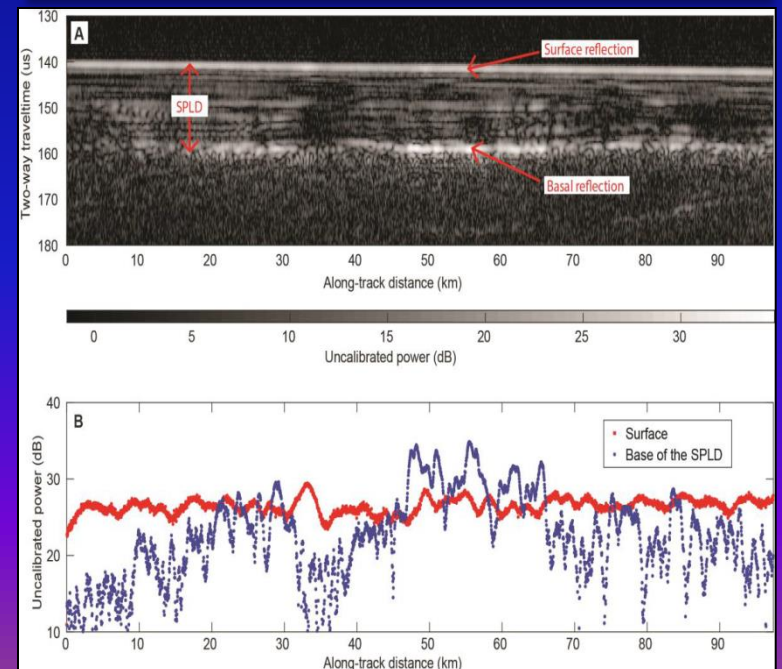 A
130
140
150
160
170
180
Two-way traveltime (us)
Surface reflection
SPLD
Basal reflection
0 10 20 30 40 50 60 70 80 90
Along-track distance (km)
0 5 10 15 20 25 30
Uncalibrated power (dB)
B
40
30
20
10
Uncalibrated power (dB)
Surface
Base of the SPLD
0 10 20 30 40 50 60 70 80 90
Along-track distance (km)